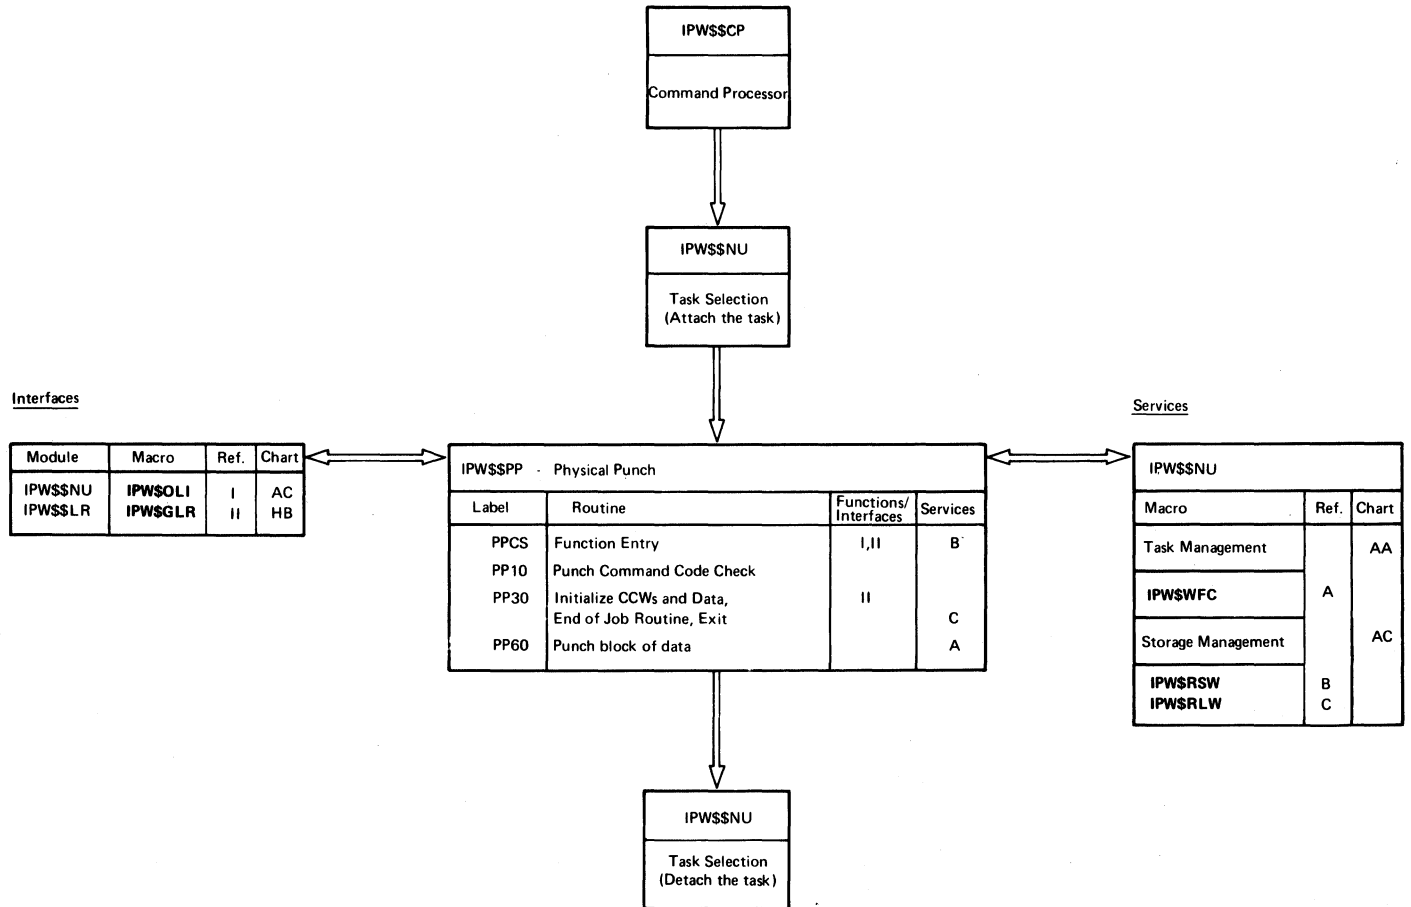 IPW$$CP
Command Processor
IPW$$NU
Task Selection
(Attach the task)
Interfaces
Module Macro Ref. Chart
IPW$$NU IPW$OLI I AC
IPW$$LR IPW$GLR II HB
IPW$$PP - Physical Punch
Label Routine Functions/ Interfaces Services
PPCS Function Entry I,II B
PP10 Punch Command Code Check
PP30 Initialize CCWs and Data, II
End of Job Routine, Exit C
PP60 Punch block of data A
Services
IPW$$NU
Macro Ref. Chart
Task Management AA
IPW$WFC A
Storage Management AC
IPW$RSW B
IPW$RLW C
IPW$$NU
Task Selection
(Detach the task)